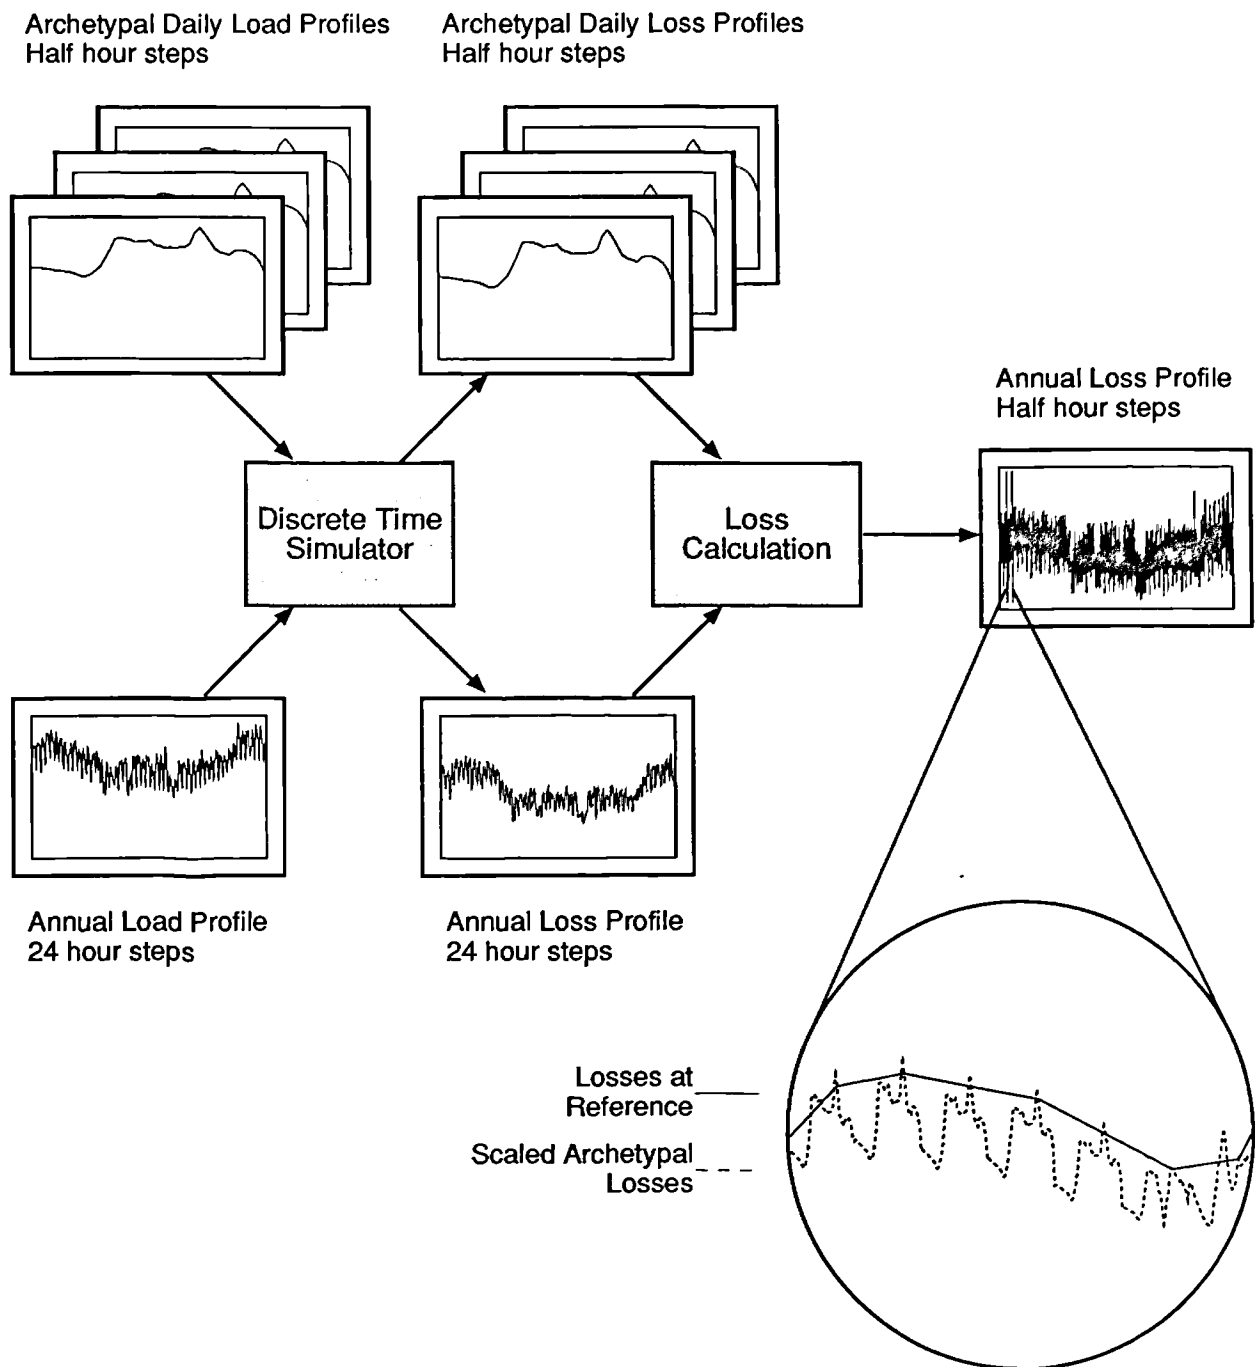 Archetypal Daily Load Profiles
Half hour steps
Archetypal Daily Loss Profiles
Half hour steps
Annual Loss Profile
Half hour steps
Discrete Time
Simulator
Loss
Calculation
Annual Load Profile
24 hour steps
Annual Loss Profile
24 hour steps
Losses at
Reference
Scaled Archetypal
Losses